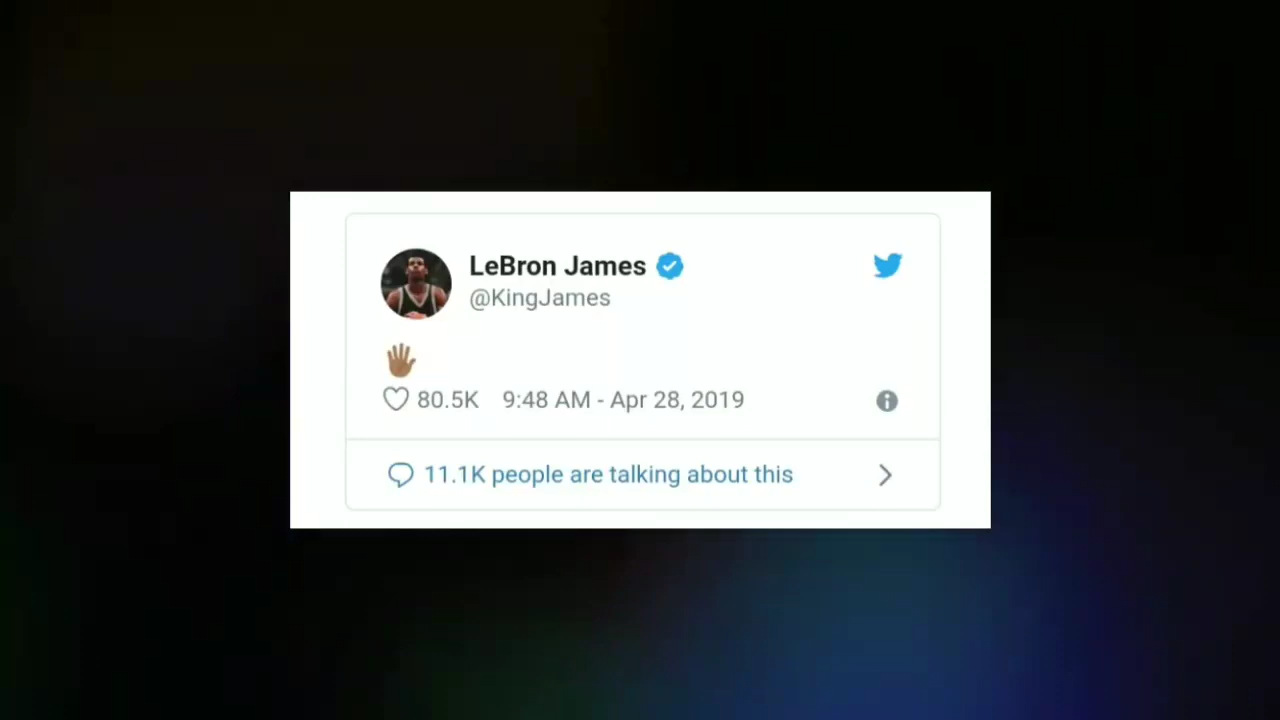 LeBron James
@KingJames
🖐🏾
80.5K 9:48 AM - Apr 28, 2019
11.1K people are talking about this